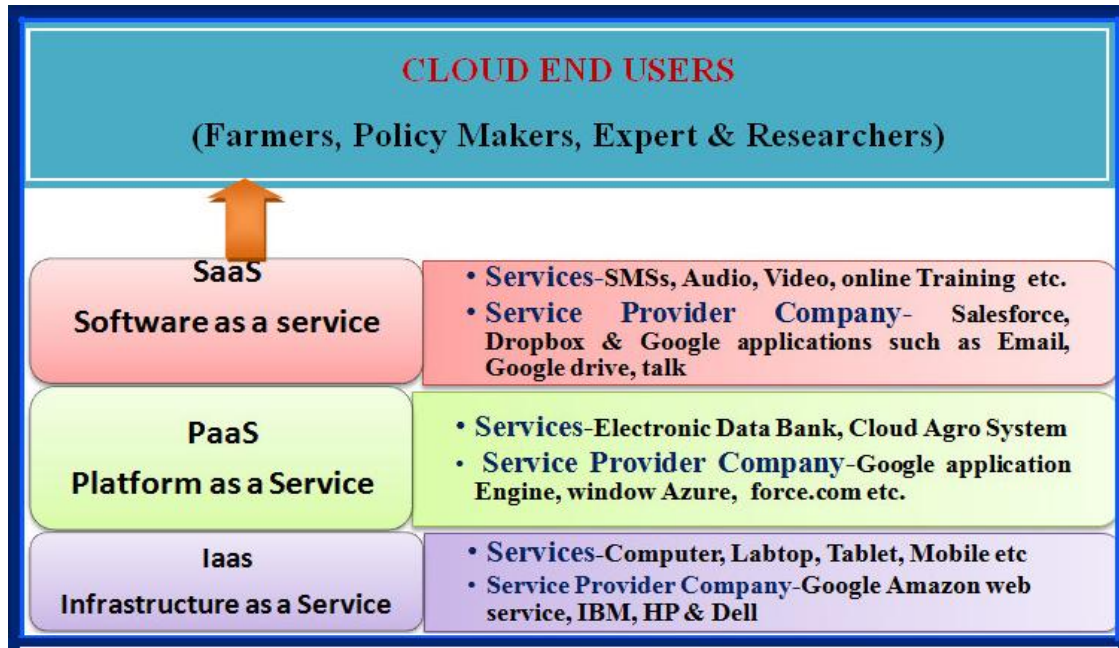 CLOUD END USERS
(Farmers, Policy Makers, Expert & Researchers)
SaaS
Software as a service
• Services-SMSs, Audio, Video, online Training etc.
• Service Provider Company- Salesforce,
Dropbox & Google applications such as Email,
Google drive, talk
PaaS
Platform as a Service
• Services-Electronic Data Bank, Cloud Agro System
• Service Provider Company-Google application
Engine, window Azure, force.com etc.
Iaas
Infrastructure as a Service
• Services-Computer, Labtop, Tablet, Mobile etc
• Service Provider Company-Google Amazon web
service, IBM, HP & Dell